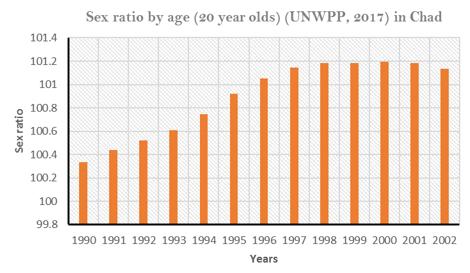 Sex ratio by age (20 year olds) (UNWPP, 2017) in Chad
101.4
101.2
101
100.8
100.6
100.4
100.2
100
99.8
Sex ratio
1990 1991 1992 1993 1994 1995 1996 1997 1998 1999 2000 2001 2002
Years